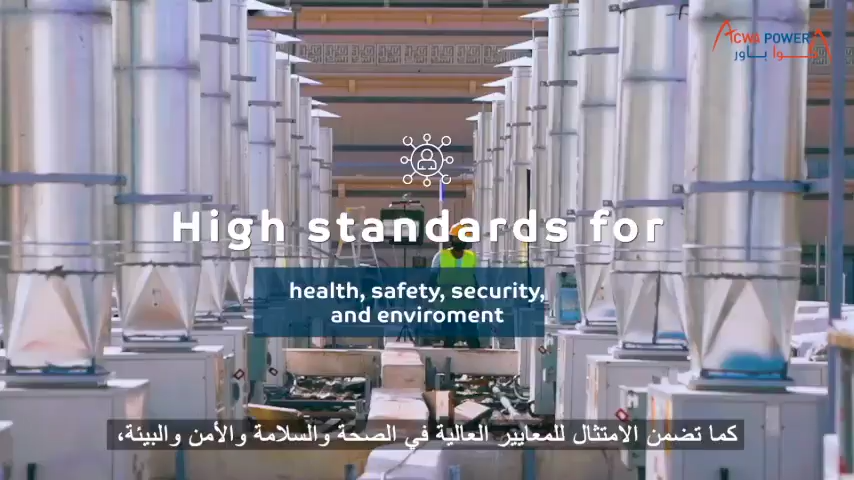 ACWA POWER
أكوا باور
High standards for
health, safety, security,
and enviroment
كما تضمن الامتثال للمعايير العالية في الصحة والسلامة والأمن والبيئة،